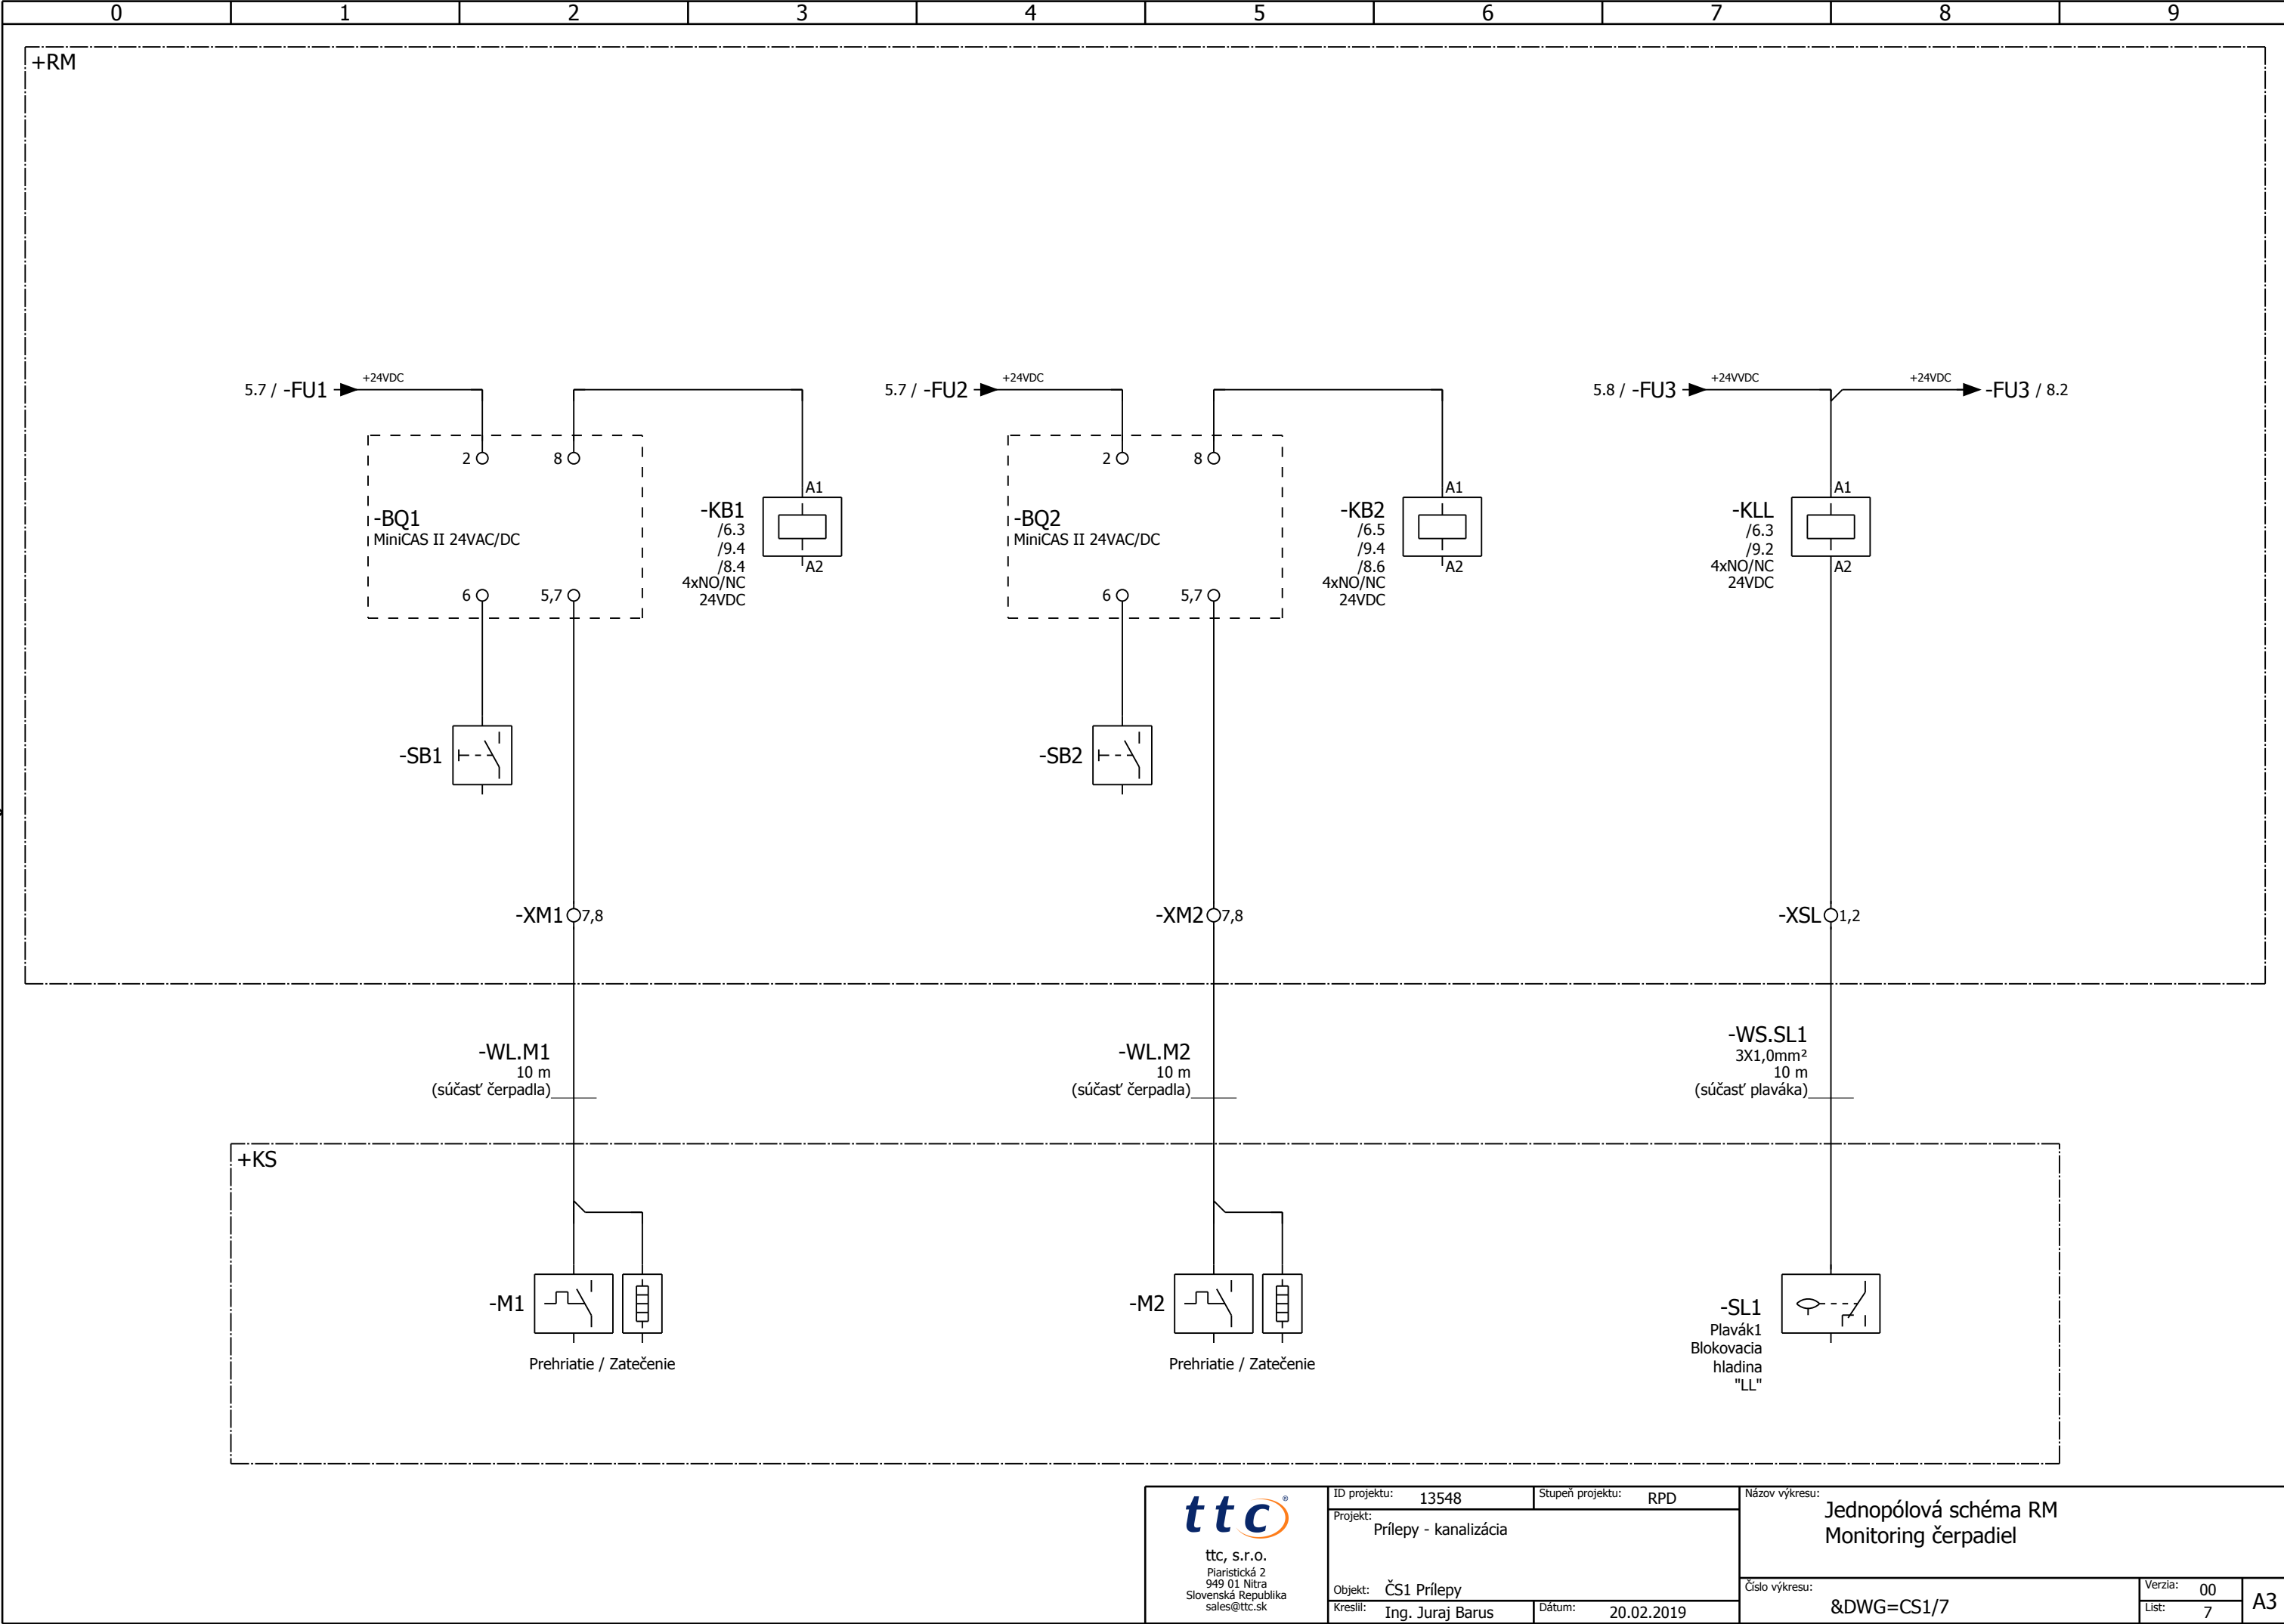 0 1 2 3 4 5 6 7 8 9
+RM
5.7 / -FU1 +24VDC
5.7 / -FU2 +24VDC
5.8 / -FU3 +24VVDC
+24VDC -FU3 / 8.2
2 8
-BQ1
MiniCAS II 24VAC/DC
6 5,7
-KB1
/6.3
/9.4
/8.4
4xNO/NC
24VDC
A1
A2
2 8
-BQ2
MiniCAS II 24VAC/DC
6 5,7
-KB2
/6.5
/9.4
/8.6
4xNO/NC
24VDC
A1
A2
-KLL
/6.3
/9.2
4xNO/NC
24VDC
A1
A2
-SB1
-SB2
-XM1 7,8
-XM2 7,8
-XSL 1,2
-WL.M1
10 m
(súčasť čerpadla)
-WL.M2
10 m
(súčasť čerpadla)
-WS.SL1
3X1,0mm²
10 m
(súčasť plaváka)
+KS
-M1
Prehriatie / Zatečenie
-M2
Prehriatie / Zatečenie
-SL1
Plavák1
Blokovacia
hladina
"LL"
ttc®
ttc, s.r.o.
Piaristická 2
949 01 Nitra
Slovenská Republika
sales@ttc.sk
ID projektu: 13548
Stupeň projektu: RPD
Projekt: Prílepy - kanalizácia
Objekt: ČS1 Prílepy
Kreslil: Ing. Juraj Barus
Dátum: 20.02.2019
Názov výkresu: Jednopólová schéma RM
Monitoring čerpadiel
Číslo výkresu: &DWG=CS1/7
Verzia: 00
List: 7
A3